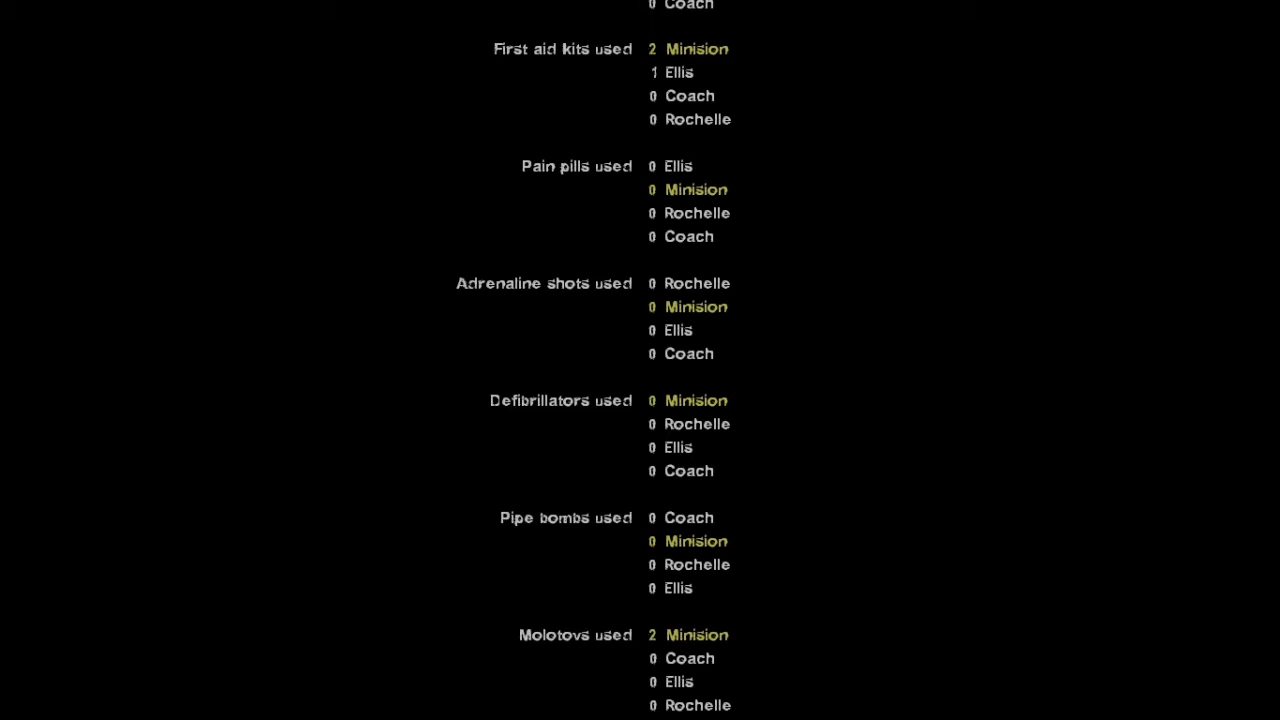 0 Coach
First aid kits used 2 Minision
1 Ellis
0 Coach
0 Rochelle
Pain pills used 0 Ellis
0 Minision
0 Rochelle
0 Coach
Adrenaline shots used 0 Rochelle
0 Minision
0 Ellis
0 Coach
Defibrillators used 0 Minision
0 Rochelle
0 Ellis
0 Coach
Pipe bombs used 0 Coach
0 Minision
0 Rochelle
0 Ellis
Molotovs used 2 Minision
0 Coach
0 Ellis
0 Rochelle